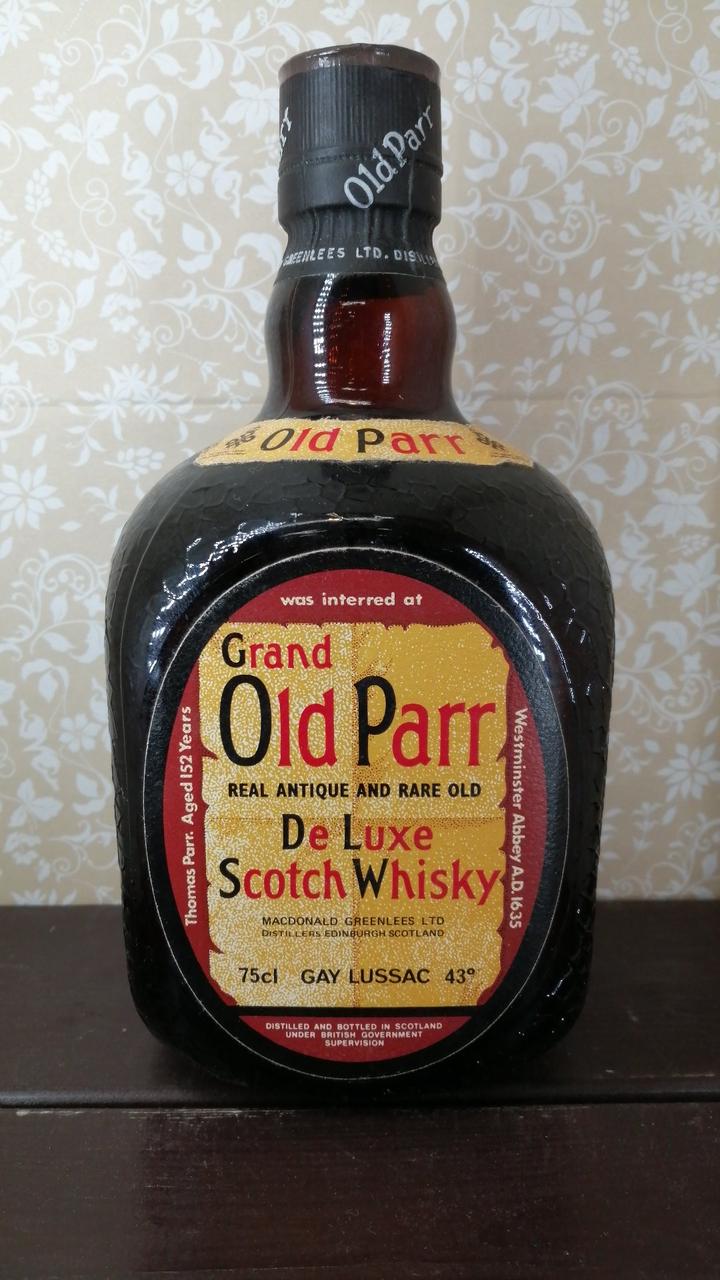 Old Parr
GREENLEES LTD.
Old Parr
was interred at
Thomas Parr. Aged 152 Years
Westminster Abbey A.D. 1635
Grand
Old Parr
REAL ANTIQUE AND RARE OLD
De Luxe
Scotch Whisky
MACDONALD GREENLEES LTD
DISTILLERS EDINBURGH SCOTLAND
75cl GAY LUSSAC 43°
DISTILLED AND BOTTLED IN SCOTLAND
UNDER BRITISH GOVERNMENT
SUPERVISION